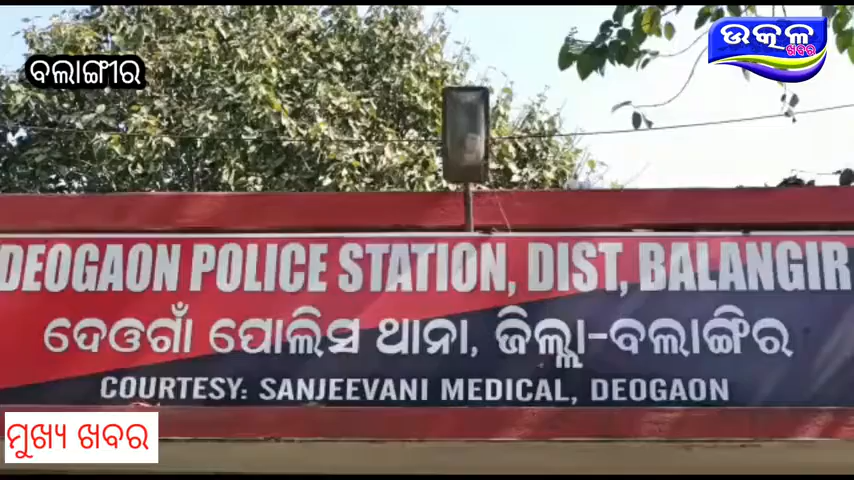 ଉତ୍କଳ
ଖବର
ବଲାଙ୍ଗୀର
DEOGAON POLICE STATION, DIST, BALANGIR
ଦେଓଗାଁ ପୋଲିସ ଥାନା, ଜିଲ୍ଲା-ବଲାଙ୍ଗିର
COURTESY: SANJEEVANI MEDICAL, DEOGAON
ମୁଖ୍ୟ ଖବର